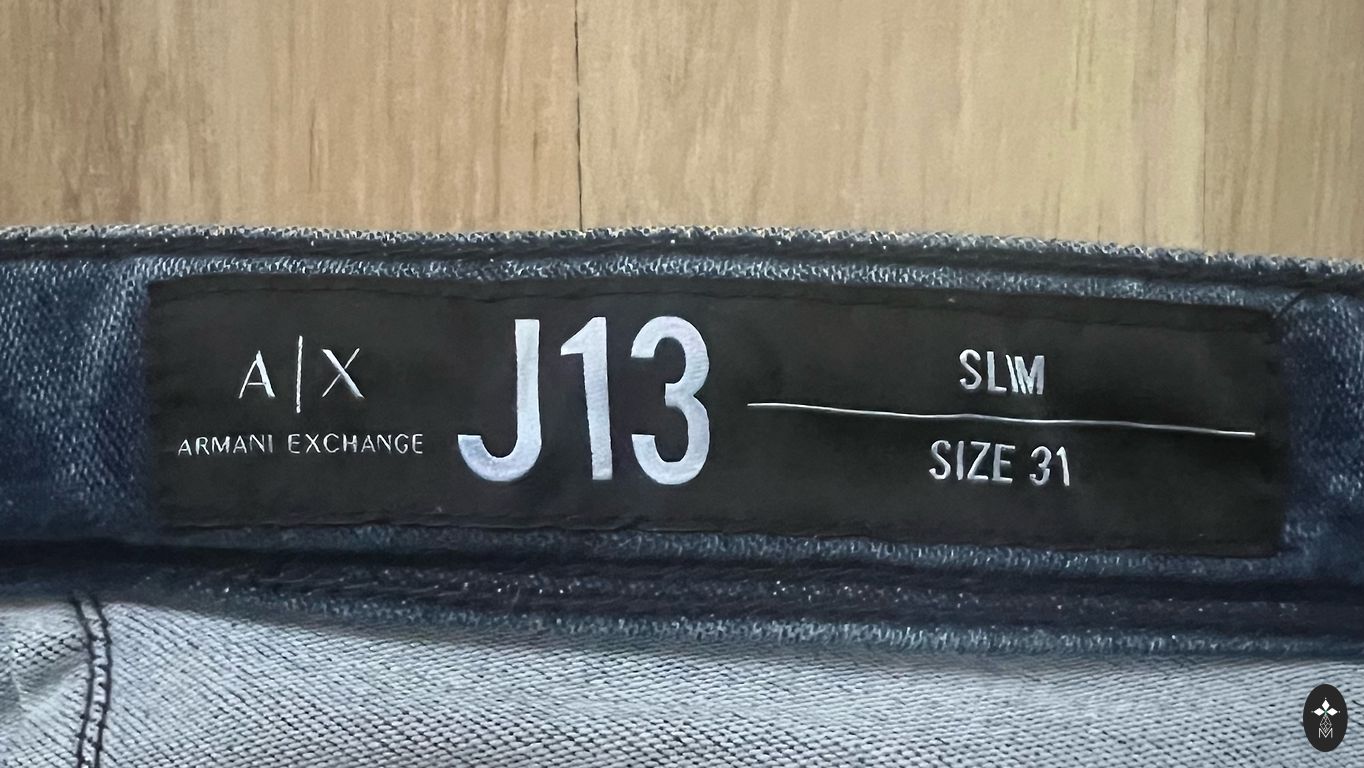 A|X
ARMANI EXCHANGE
J13
SLIM
SIZE 31
M